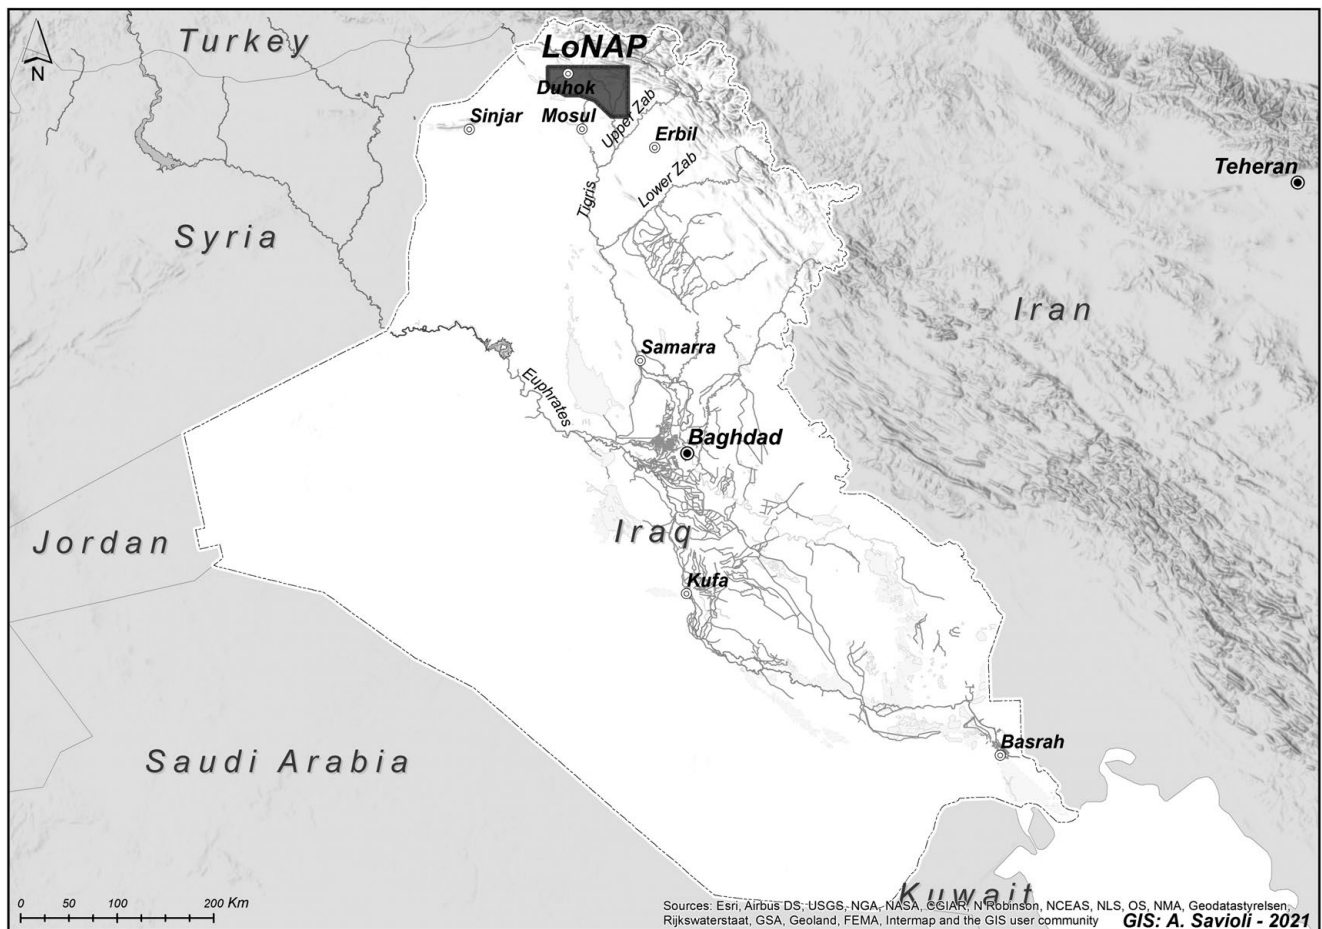 Turkey
LoNAP
N
Duhok
Sinjar
Mosul
Upper Zab
Erbil
Teheran
Lower Zab
Tigris
Syria
Iran
Samarra
Euphrates
Baghdad
Iraq
Jordan
Kufa
Basrah
Saudi Arabia
Kuwait
0 50 100 200 Km
Sources: Esri, Airbus DS, USGS, NGA, NASA, CGIAR, N Robinson, NCEAS, NLS, OS, NMA, Geodatastyrelsen,
Rijkswaterstaat, GSA, Geoland, FEMA, Intermap and the GIS user community
GIS: A. Savioli - 2021